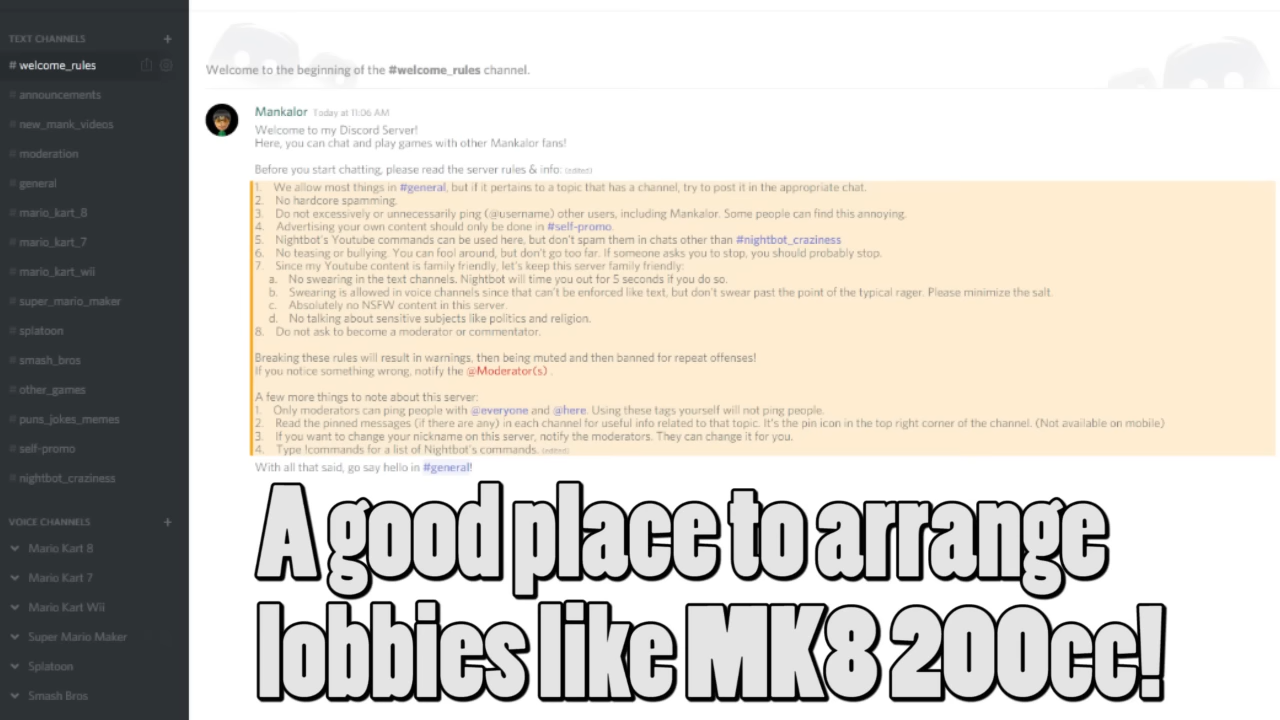 TEXT CHANNELS +
# welcome_rules
# announcements
# new_mank_videos
# moderation
# general
# mario_kart_8
# mario_kart_7
# mario_kart_wii
# super_mario_maker
# splatoon
# smash_bros
# other_games
# puns_jokes_memes
# self-promo
# nightbot_craziness
VOICE CHANNELS +
Mario Kart 8
Mario Kart 7
Mario Kart Wii
Super Mario Maker
Splatoon
Smash Bros
Welcome to the beginning of the #welcome_rules channel.
Mankalor Today at 11:06 AM
Welcome to my Discord Server!
Here, you can chat and play games with other Mankalor fans!
Before you start chatting, please read the server rules & info: (edited)
1. We allow most things in #general, but if it pertains to a topic that has a channel, try to post it in the appropriate chat.
2. No hardcore spamming.
3. Do not excessively or unnecessarily ping (@username) other users, including Mankalor. Some people can find this annoying.
4. Advertising your own content should only be done in #self-promo.
5. Nightbot's Youtube commands can be used here, but don't spam them in chats other than #nightbot_craziness
6. No teasing or bullying. You can fool around, but don't go too far. If someone asks you to stop, you should probably stop.
7. Since my Youtube content is family friendly, let's keep this server family friendly:
a. No swearing in the text channels. Nightbot will time you out for 5 seconds if you do so.
b. Swearing is allowed in voice channels since that can't be enforced like text, but don't swear past the point of the typical rager. Please minimize the salt.
c. Absolutely no NSFW content in this server.
d. No talking about sensitive subjects like politics and religion.
8. Do not ask to become a moderator or commentator.
Breaking these rules will result in warnings, then being muted and then banned for repeat offenses!
If you notice something wrong, notify the @Moderator(s) .
A few more things to note about this server:
1. Only moderators can ping people with @everyone and @here. Using these tags yourself will not ping people.
2. Read the pinned messages (if there are any) in each channel for useful info related to that topic. It's the pin icon in the top right corner of the channel. (Not available on mobile)
3. If you want to change your nickname on this server, notify the moderators. They can change it for you.
4. Type !commands for a list of Nightbot's commands. (edited)
With all that said, go say hello in #general!
A good place to arrange
lobbies like MK8 200cc!